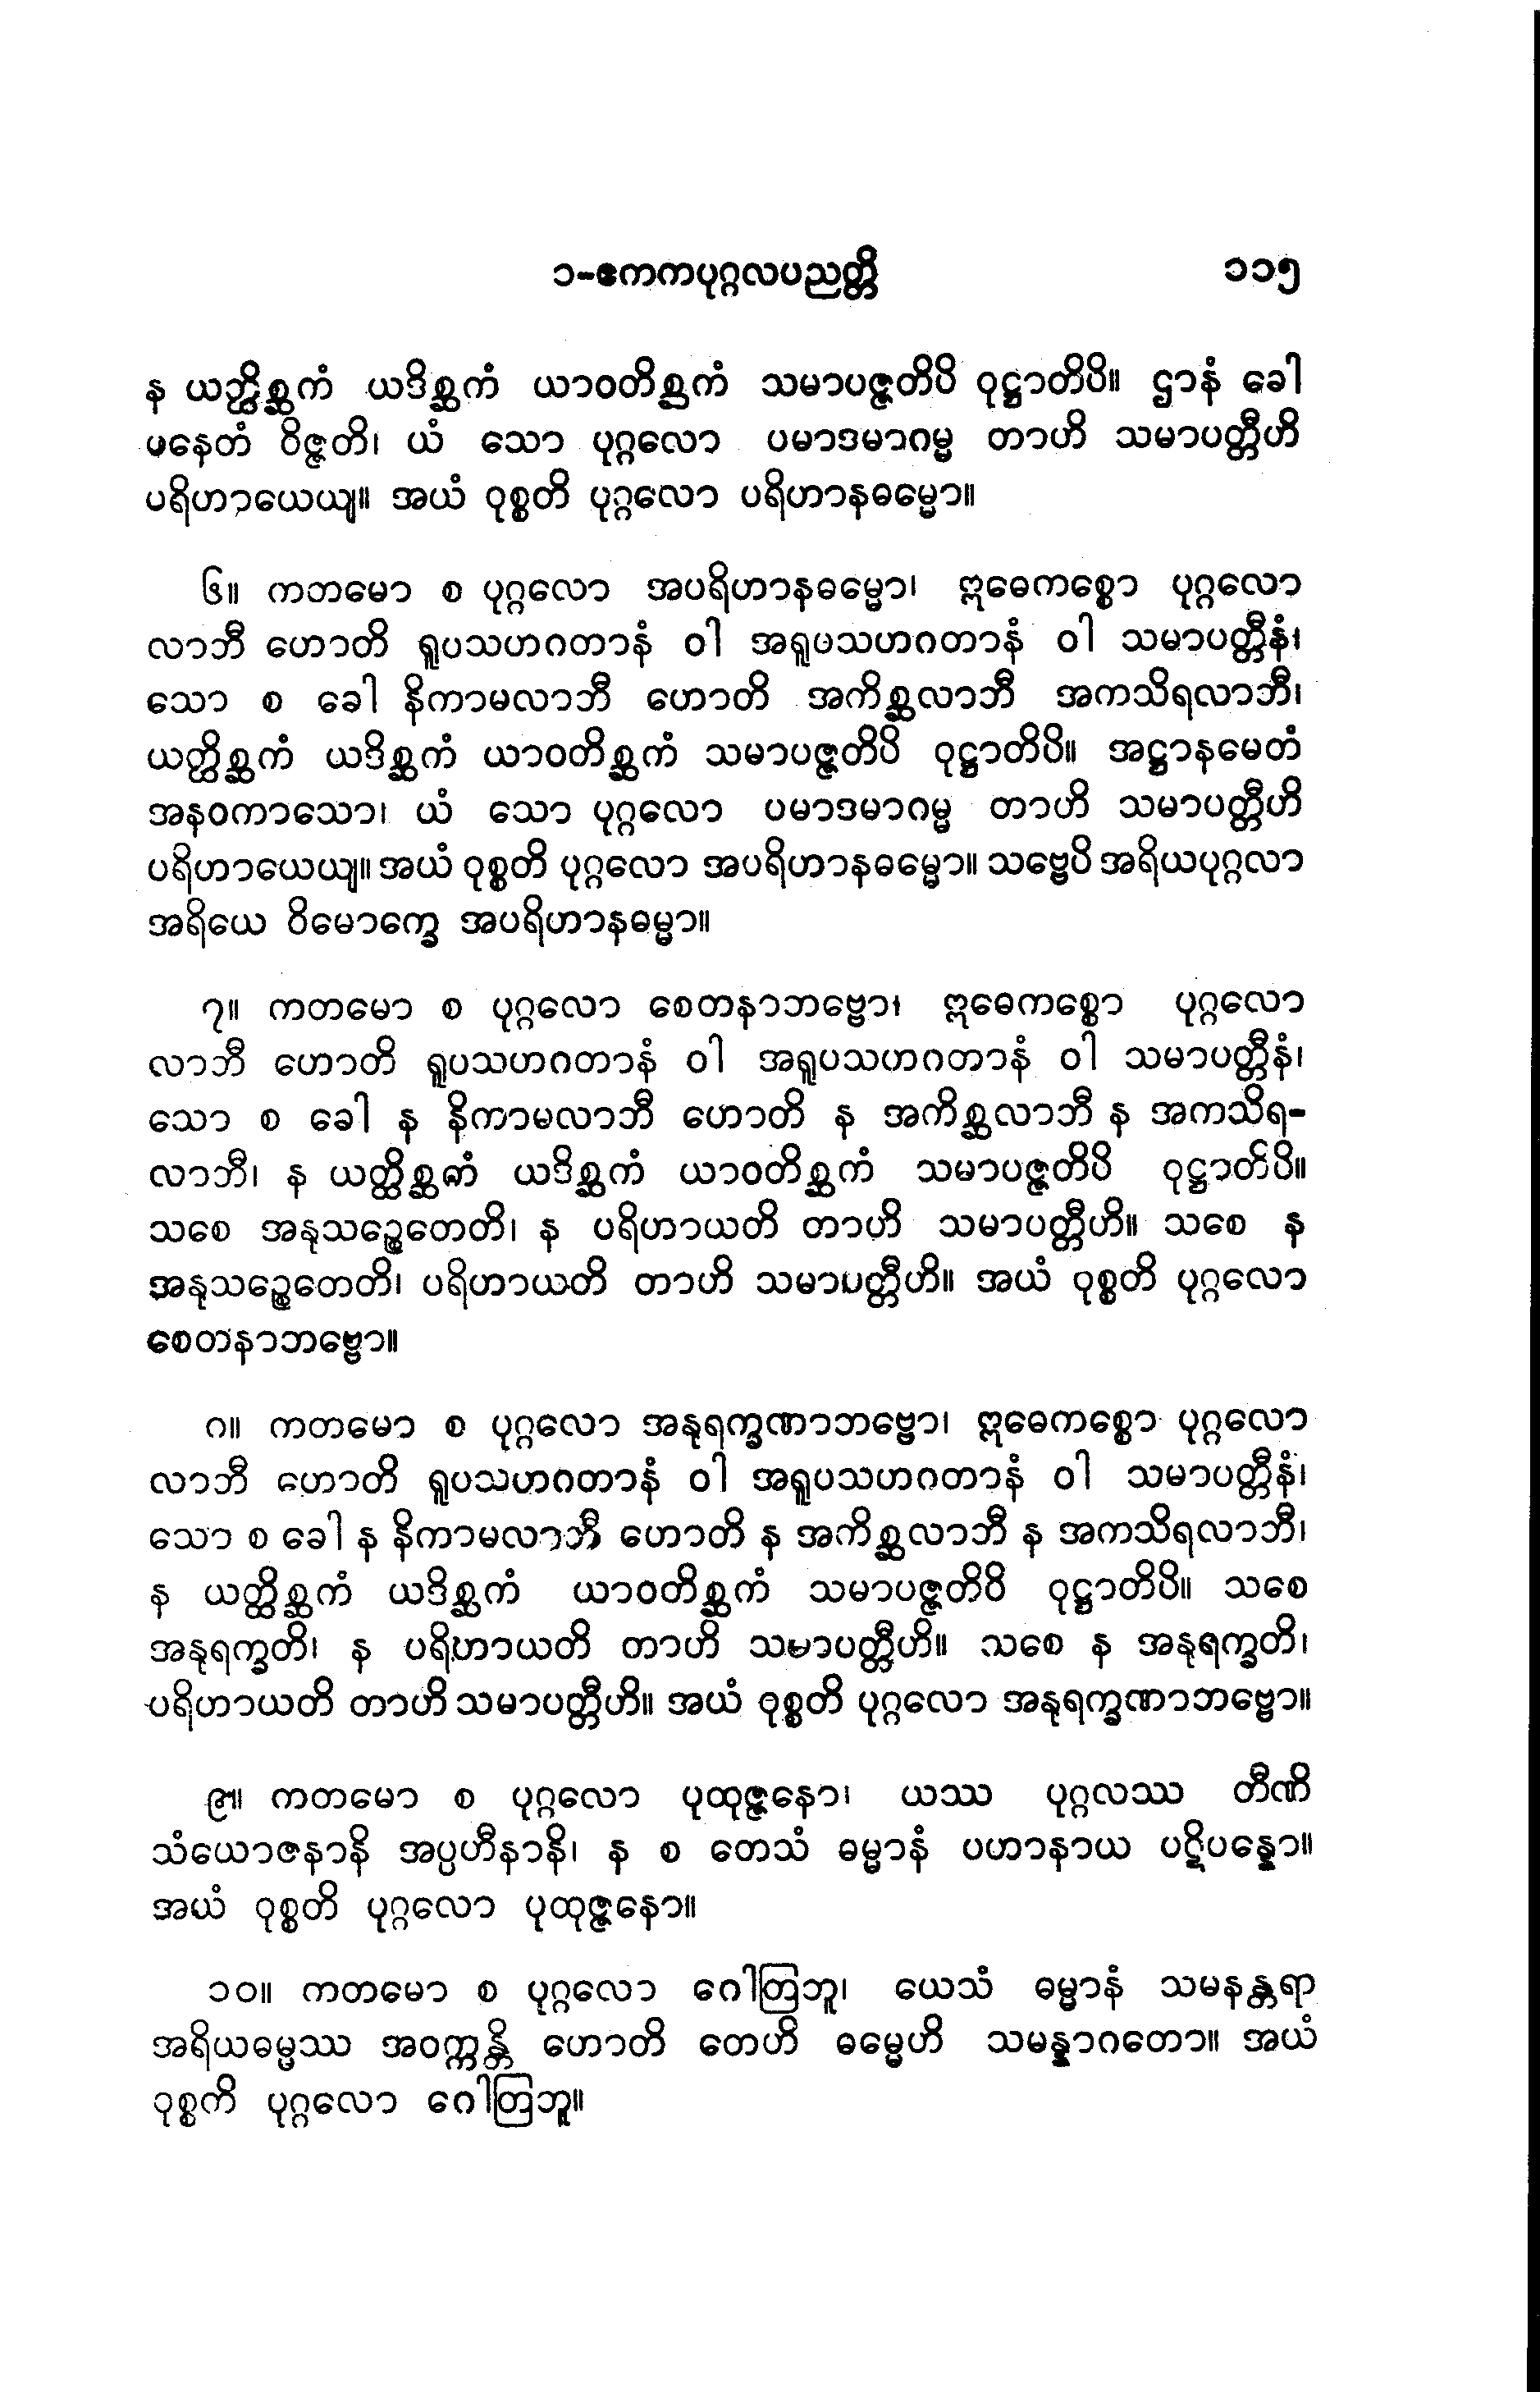 ၁-ဧကကပုဂ္ဂလပညတ္တိ ၁၁၅
န ယတ္ထိစ္ဆကံ ယဒိစ္ဆကံ ယာဝတိစ္ဆကံ သမာပဇ္ဇတိပိ ဝုဋ္ဌာတိပိ။ ဌာနံ ခေါ
ပနေတံ ဝိဇ္ဇတိ၊ ယံ သော ပုဂ္ဂလော ပမာဒမာဂမ္မ တာဟိ သမာပတ္တီဟိ
ပရိဟာယေယျ။ အယံ ဝုစ္စတိ ပုဂ္ဂလော ပရိဟာနဓမ္မော။
၆။ ကတမော စ ပုဂ္ဂလော အပရိဟာနဓမ္မော၊ ဣဓေကစ္စော ပုဂ္ဂလော
လာဘီ ဟောတိ ရူပသဟဂတာနံ ဝါ အရူပသဟဂတာနံ ဝါ သမာပတ္တီနံ၊
သော စ ခေါ နိကာမလာဘီ ဟောတိ အကိစ္ဆလာဘီ အကသိရလာဘီ၊
ယတ္ထိစ္ဆကံ ယဒိစ္ဆကံ ယာဝတိစ္ဆကံ သမာပဇ္ဇတိပိ ဝုဋ္ဌာတိပိ။ အဋ္ဌာနမေတံ
အနဝကာသော၊ ယံ သော ပုဂ္ဂလော ပမာဒမာဂမ္မ တာဟိ သမာပတ္တီဟိ
ပရိဟာယေယျ။ အယံ ဝုစ္စတိ ပုဂ္ဂလော အပရိဟာနဓမ္မော။ သဗ္ဗေပိ အရိယပုဂ္ဂလာ
အရိယေ ဝိမောက္ခေ အပရိဟာနဓမ္မာ။
၇။ ကတမော စ ပုဂ္ဂလော စေတနာဘဗ္ဗော၊ ဣဓေကစ္စော ပုဂ္ဂလော
လာဘီ ဟောတိ ရူပသဟဂတာနံ ဝါ အရူပသဟဂတာနံ ဝါ သမာပတ္တီနံ၊
သော စ ခေါ န နိကာမလာဘီ ဟောတိ န အကိစ္ဆလာဘီ န အကသိရ-
လာဘီ၊ န ယတ္ထိစ္ဆကံ ယဒိစ္ဆကံ ယာဝတိစ္ဆကံ သမာပဇ္ဇတိပိ ဝုဋ္ဌာတိပိ။
သစေ အနုသဉ္စေတေတိ၊ န ပရိဟာယတိ တာဟိ သမာပတ္တီဟိ။ သစေ န
အနုသဉ္စေတေတိ၊ ပရိဟာယတိ တာဟိ သမာပတ္တီဟိ။ အယံ ဝုစ္စတိ ပုဂ္ဂလော
စေတနာဘဗ္ဗော။
၈။ ကတမော စ ပုဂ္ဂလော အနုရက္ခဏာဘဗ္ဗော၊ ဣဓေကစ္စော ပုဂ္ဂလော
လာဘီ ဟောတိ ရူပသဟဂတာနံ ဝါ အရူပသဟဂတာနံ ဝါ သမာပတ္တီနံ၊
သော စ ခေါ န နိကာမလာဘီ ဟောတိ န အကိစ္ဆလာဘီ န အကသိရလာဘီ၊
န ယတ္ထိစ္ဆကံ ယဒိစ္ဆကံ ယာဝတိစ္ဆကံ သမာပဇ္ဇတိပိ ဝုဋ္ဌာတိပိ။ သစေ
အနုရက္ခတိ၊ န ပရိဟာယတိ တာဟိ သမာပတ္တီဟိ။ သစေ န အနုရက္ခတိ၊
ပရိဟာယတိ တာဟိ သမာပတ္တီဟိ။ အယံ ဝုစ္စတိ ပုဂ္ဂလော အနုရက္ခဏာဘဗ္ဗော။
၉။ ကတမော စ ပုဂ္ဂလော ပုထုဇ္ဇနော၊ ယဿ ပုဂ္ဂလဿ တီဏိ
သံယောဇနာနိ အပ္ပဟီနာနိ၊ န စ တေသံ ဓမ္မာနံ ပဟာနာယ ပဋိပန္နော။
အယံ ဝုစ္စတိ ပုဂ္ဂလော ပုထုဇ္ဇနော။
၁၀။ ကတမော စ ပုဂ္ဂလော ဂေါတြဘူ၊ ယေသံ ဓမ္မာနံ သမနန္တရာ
အရိယဓမ္မဿ အဝက္ကန္တိ ဟောတိ တေဟိ ဓမ္မေဟိ သမန္နာဂတော။ အယံ
ဝုစ္စတိ ပုဂ္ဂလော ဂေါတြဘူ။